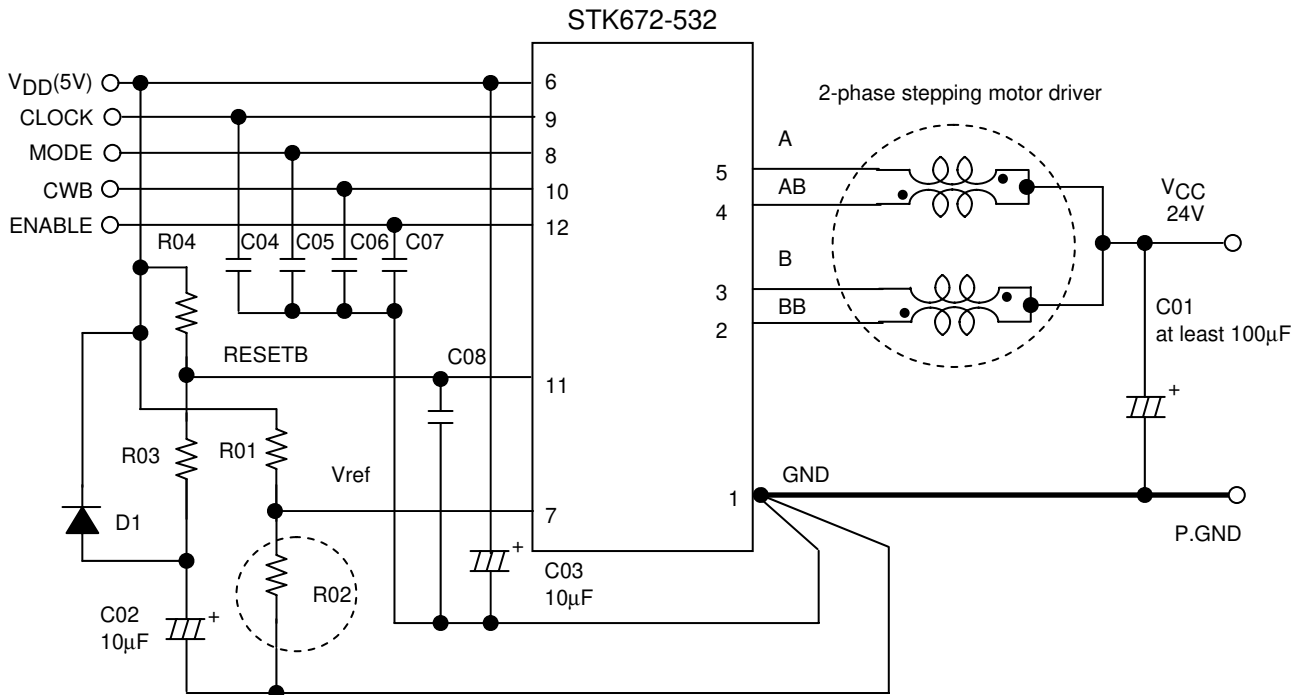 STK672-532
VDD(5V)
6
CLOCK
9
2-phase stepping motor driver
MODE
8
A
5
CWB
10
AB
VCC
24V
4
ENABLE
12
R04
C04
C05
C06
C07
B
3
BB
C01
at least 100μF
2
RESETB
C08
11
+
R03
R01
Vref
GND
1
7
D1
P.GND
+
C03
10μF
R02
C02
10μF
+